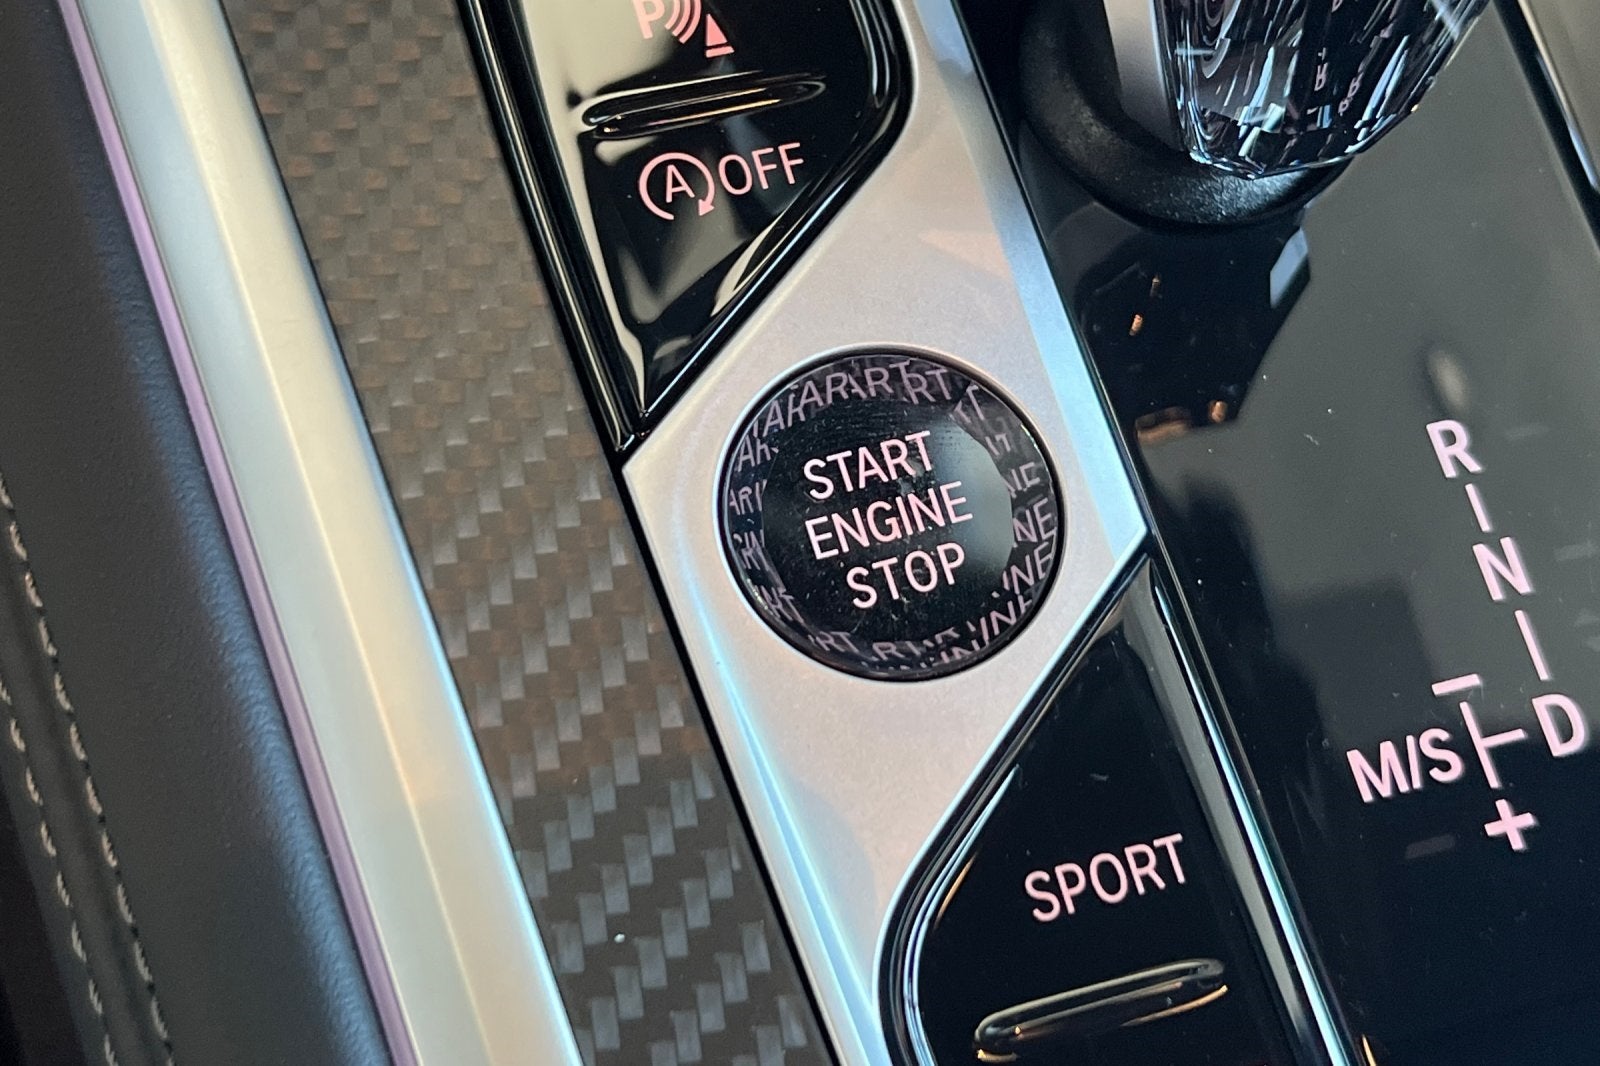 P
A OFF
START
ENGINE
STOP
SPORT
R
N
D
M/S
+